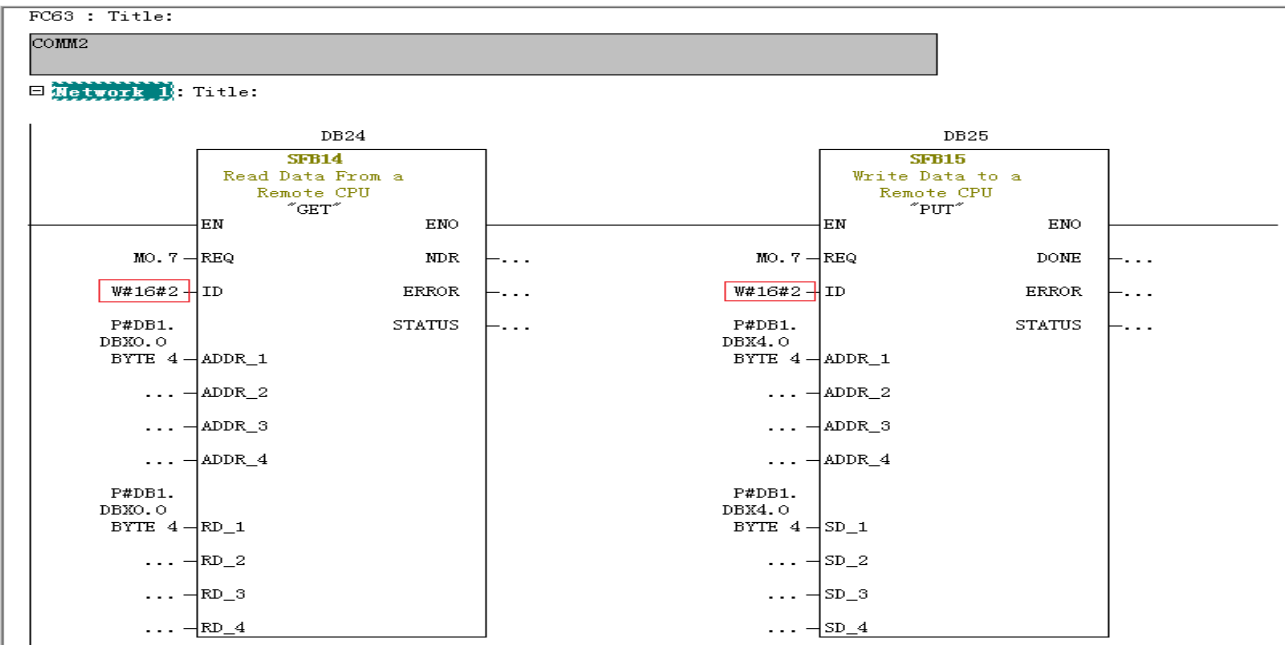 FC63 : Title:
COMM2
Network 1: Title:
DB24
SFB14
Read Data From a
Remote CPU
"GET"
EN ENO
M0.7 REQ NDR ...
W#16#2 ID ERROR ...
STATUS ...
P#DB1.
DBX0.0
BYTE 4 ADDR_1
... ADDR_2
... ADDR_3
... ADDR_4
P#DB1.
DBX0.0
BYTE 4 RD_1
... RD_2
... RD_3
... RD_4
DB25
SFB15
Write Data to a
Remote CPU
"PUT"
EN ENO
M0.7 REQ DONE ...
W#16#2 ID ERROR ...
STATUS ...
P#DB1.
DBX4.0
BYTE 4 ADDR_1
... ADDR_2
... ADDR_3
... ADDR_4
P#DB1.
DBX4.0
BYTE 4 SD_1
... SD_2
... SD_3
... SD_4